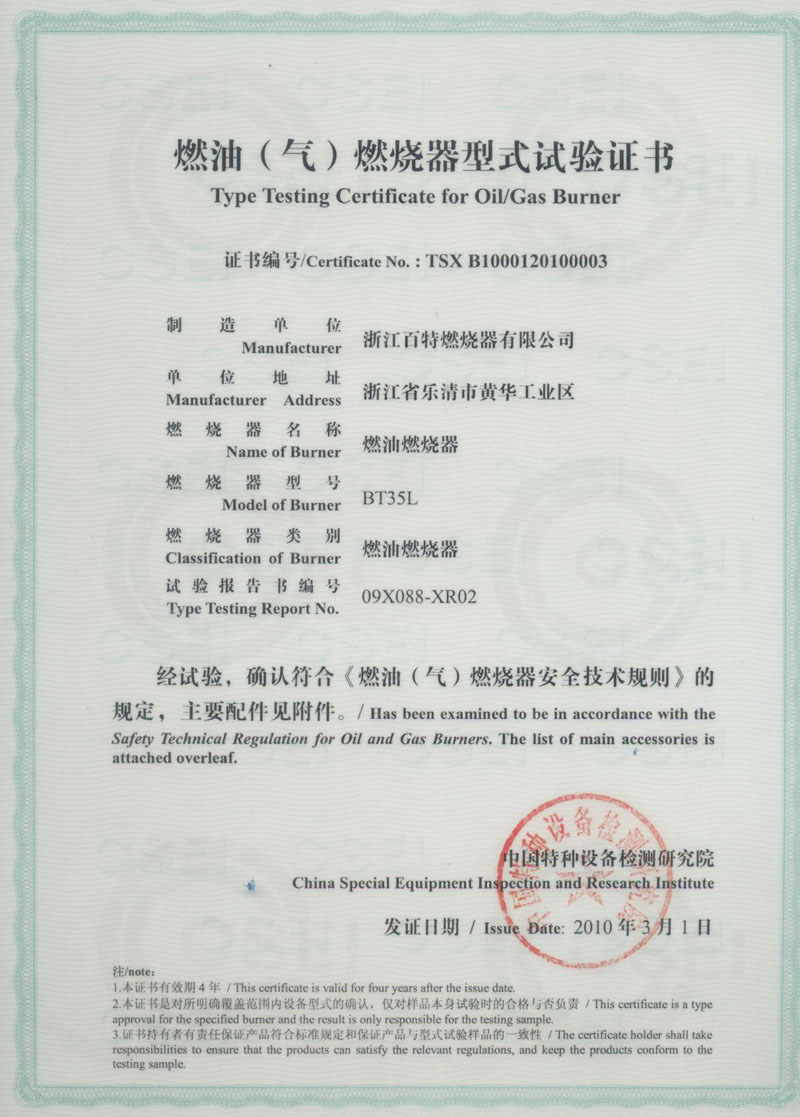 燃油（气）燃烧器型式试验证书
Type Testing Certificate for Oil/Gas Burner
证书编号/Certificate No. : TSX B1000120100003
制造单位
Manufacturer
浙江百特燃烧器有限公司
单位地址
Manufacturer Address
浙江省乐清市黄华工业区
燃烧器名称
Name of Burner
燃油燃烧器
燃烧器型号
Model of Burner
BT35L
燃烧器类别
Classification of Burner
燃油燃烧器
试验报告书编号
Type Testing Report No.
09X088-XR02
经试验，确认符合《燃油（气）燃烧器安全技术规则》的
规定，主要配件见附件。/ Has been examined to be in accordance with the
Safety Technical Regulation for Oil and Gas Burners. The list of main accessories is
attached overleaf.
中国特种设备检测研究院
中国特种设备检测研究院
China Special Equipment Inspection and Research Institute
发证日期 / Issue Date: 2010 年 3 月 1 日
注/note:
1.本证书有效期 4 年 / This certificate is valid for four years after the issue date.
2.本证书是对所明确覆盖范围内设备型式的确认，仅对样品本身试验时的合格与否负责 / This certificate is a type
approval for the specified burner and the result is only responsible for the testing sample.
3.证书持有者有责任保证产品符合标准规定和保证产品与型式试验样品的一致性 / The certificate holder shall take
responsibilities to ensure that the products can satisfy the relevant regulations, and keep the products conform to the
testing sample.